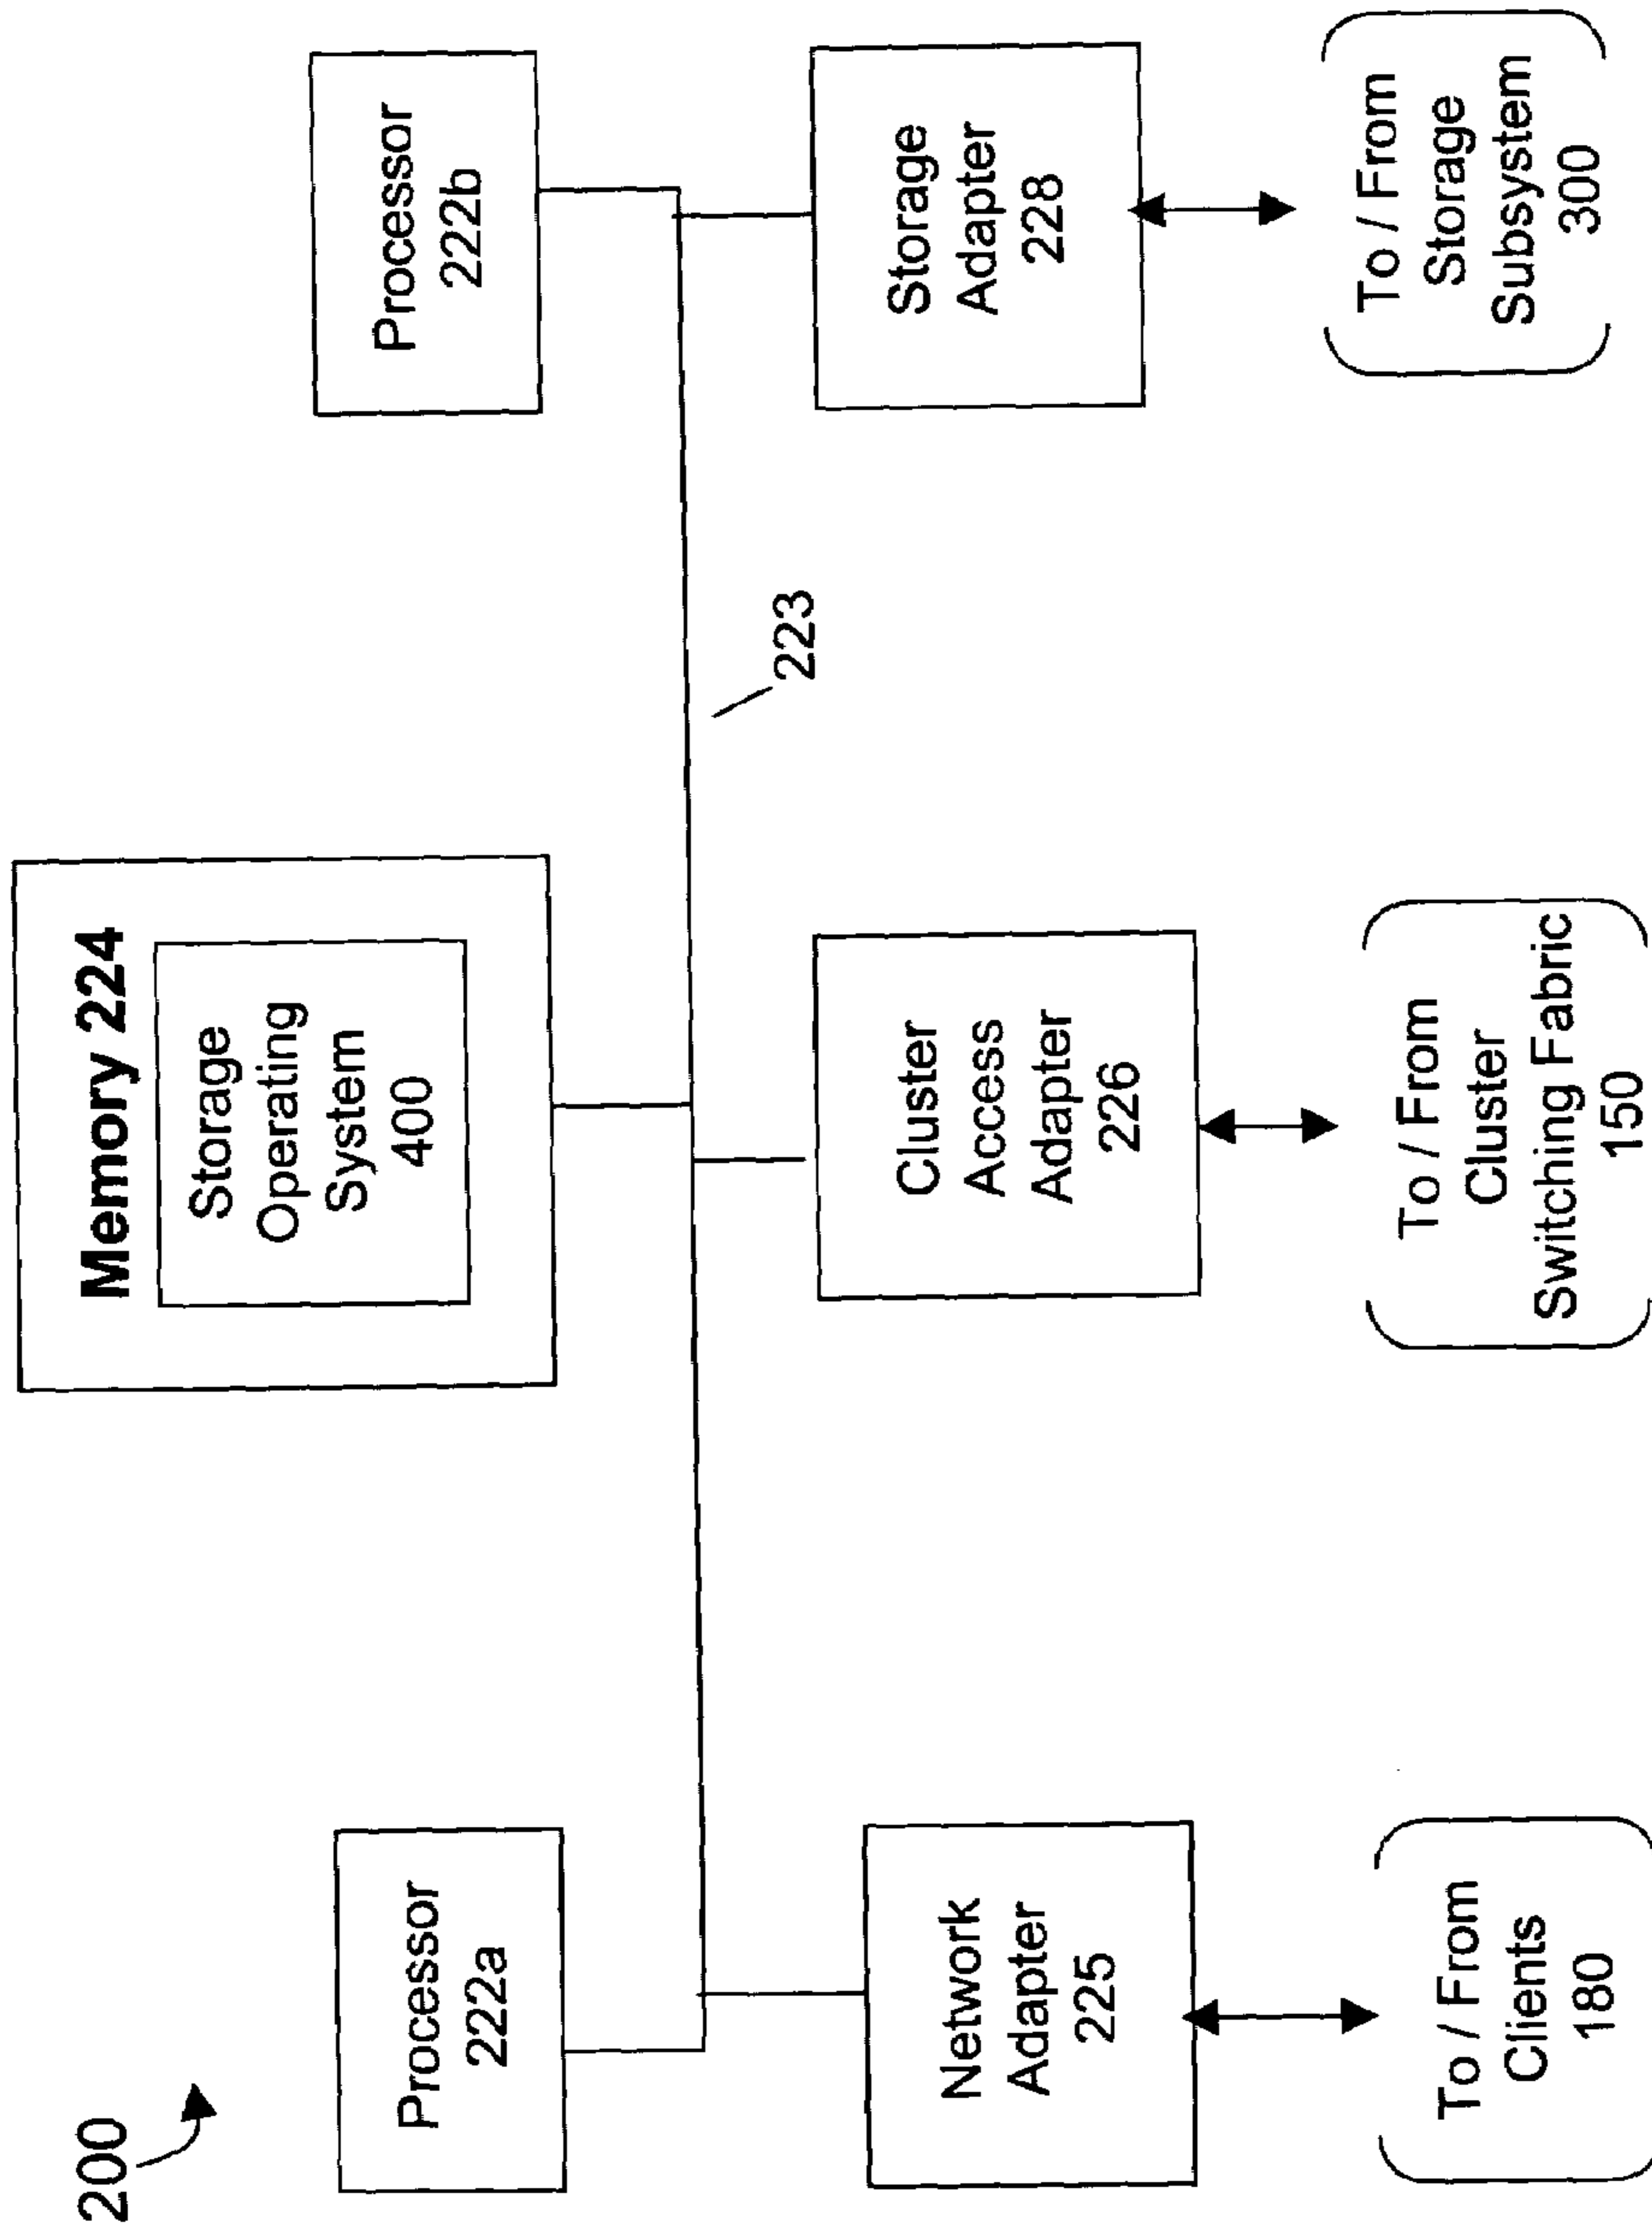 200
Memory 224
Storage
Operating
System
400
Processor
222a
Processor
222b
223
Network
Adapter
225
Cluster
Access
Adapter
226
Storage
Adapter
228
To / From
Clients
180
To / From
Cluster
Switching Fabric
150
To / From
Storage
Subsystem
300